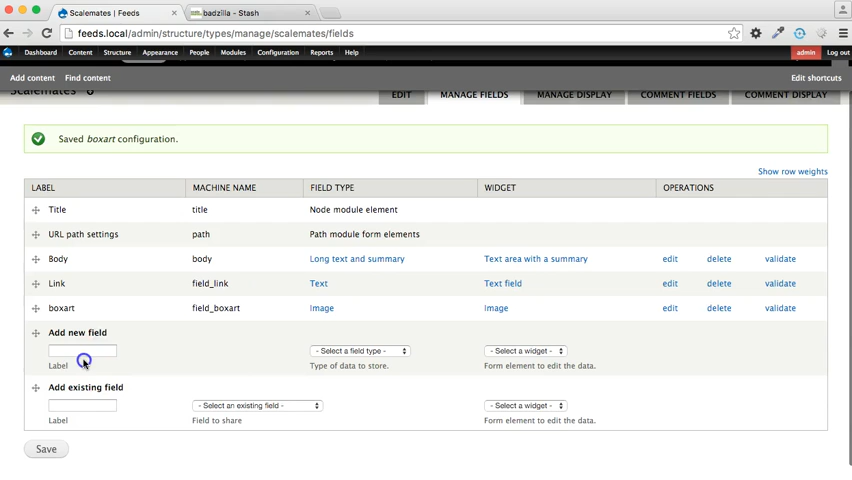 Scalemates | Feeds
badzilla - Stash
feeds.local/admin/structure/types/manage/scalemates/fields
Dashboard Content Structure Appearance People Modules Configuration Reports Help admin Log out
Add content Find content Edit shortcuts
Scalemates EDIT MANAGE FIELDS MANAGE DISPLAY COMMENT FIELDS COMMENT DISPLAY
Saved boxart configuration.
Show row weights
LABEL MACHINE NAME FIELD TYPE WIDGET OPERATIONS
Title title Node module element
URL path settings path Path module form elements
Body body Long text and summary Text area with a summary edit delete validate
Link field_link Text Text field edit delete validate
boxart field_boxart Image Image edit delete validate
Add new field
- Select a field type - - Select a widget -
Label Type of data to store. Form element to edit the data.
Add existing field
- Select an existing field - - Select a widget -
Label Field to share Form element to edit the data.
Save